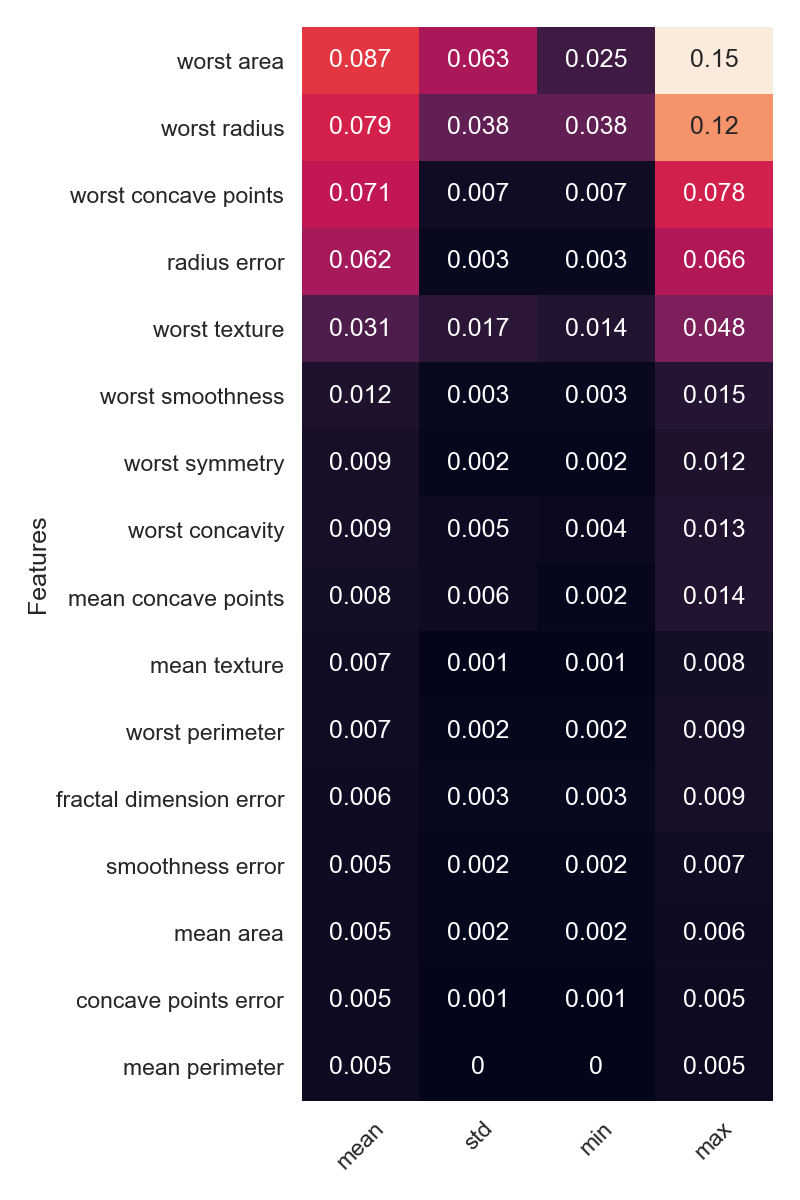 worst area 0.087 0.063 0.025 0.15
worst radius 0.079 0.038 0.038 0.12
worst concave points 0.071 0.007 0.007 0.078
radius error 0.062 0.003 0.003 0.066
worst texture 0.031 0.017 0.014 0.048
worst smoothness 0.012 0.003 0.003 0.015
worst symmetry 0.009 0.002 0.002 0.012
worst concavity 0.009 0.005 0.004 0.013
mean concave points 0.008 0.006 0.002 0.014
mean texture 0.007 0.001 0.001 0.008
worst perimeter 0.007 0.002 0.002 0.009
fractal dimension error 0.006 0.003 0.003 0.009
smoothness error 0.005 0.002 0.002 0.007
mean area 0.005 0.002 0.002 0.006
concave points error 0.005 0.001 0.001 0.005
mean perimeter 0.005 0 0 0.005
Features
mean std min max